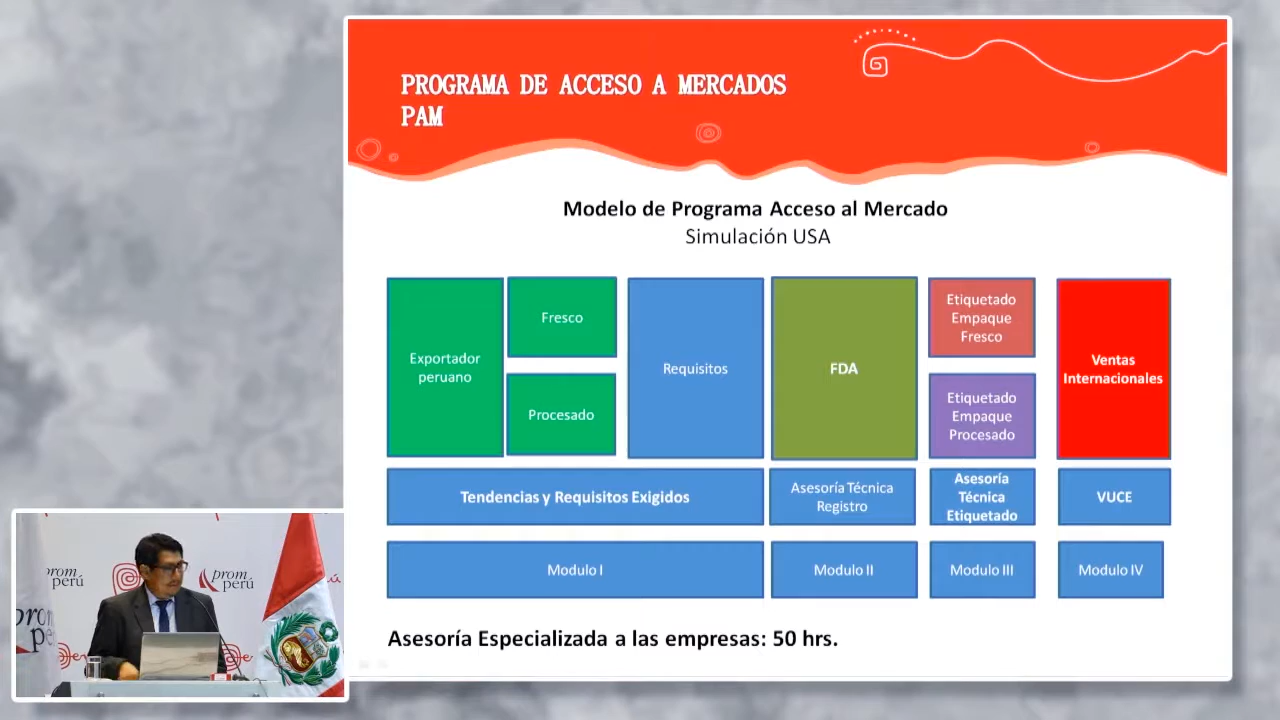 PROGRAMA DE ACCESO A MERCADOS
PAM
Modelo de Programa Acceso al Mercado
Simulación USA
Exportador
peruano
Fresco
Procesado
Requisitos
FDA
Etiquetado
Empaque
Fresco
Etiquetado
Empaque
Procesado
Ventas
Internacionales
Tendencias y Requisitos Exigidos
Asesoría Técnica
Registro
Asesoría
Técnica
Etiquetado
VUCE
Modulo I
Modulo II
Modulo III
Modulo IV
Asesoría Especializada a las empresas: 50 hrs.
prom
perú